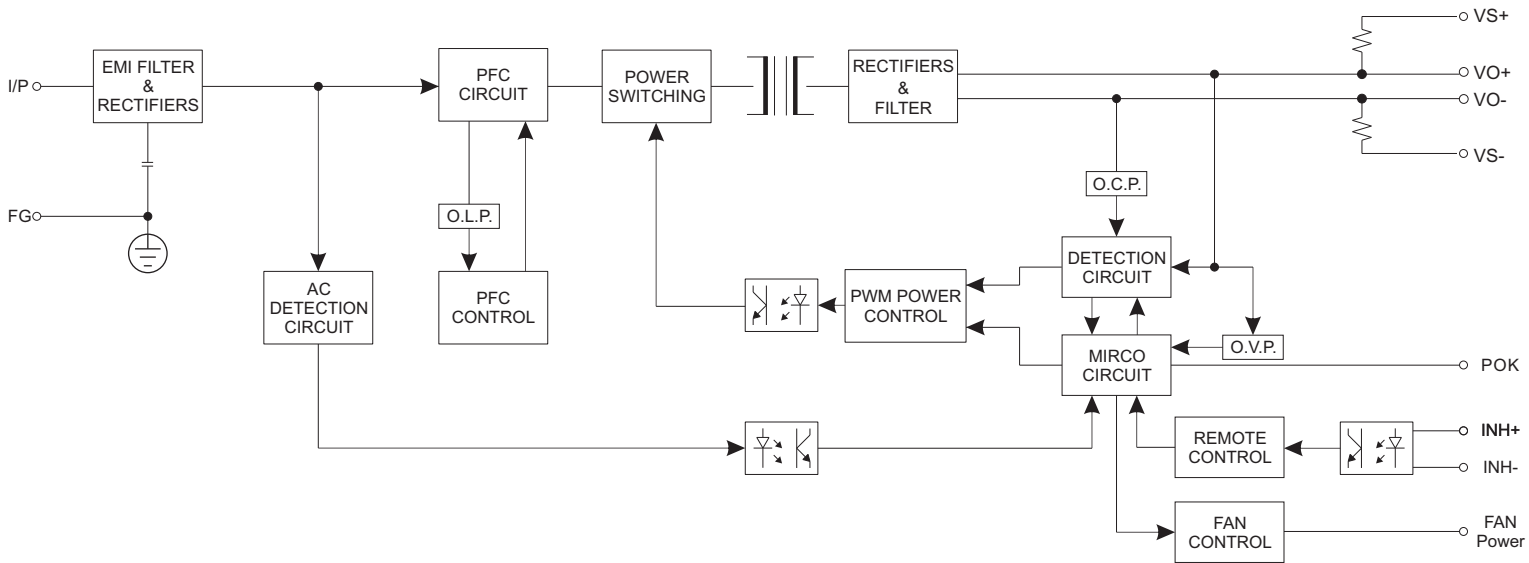 VS+
I/P
EMI FILTER
&
RECTIFIERS
PFC
CIRCUIT
POWER
SWITCHING
RECTIFIERS
&
FILTER
VO+
VO-
VS-
O.C.P.
FG
O.L.P.
AC
DETECTION
CIRCUIT
PFC
CONTROL
PWM POWER
CONTROL
DETECTION
CIRCUIT
O.V.P.
MIRCO
CIRCUIT
POK
REMOTE
CONTROL
INH+
INH-
FAN
CONTROL
FAN
Power